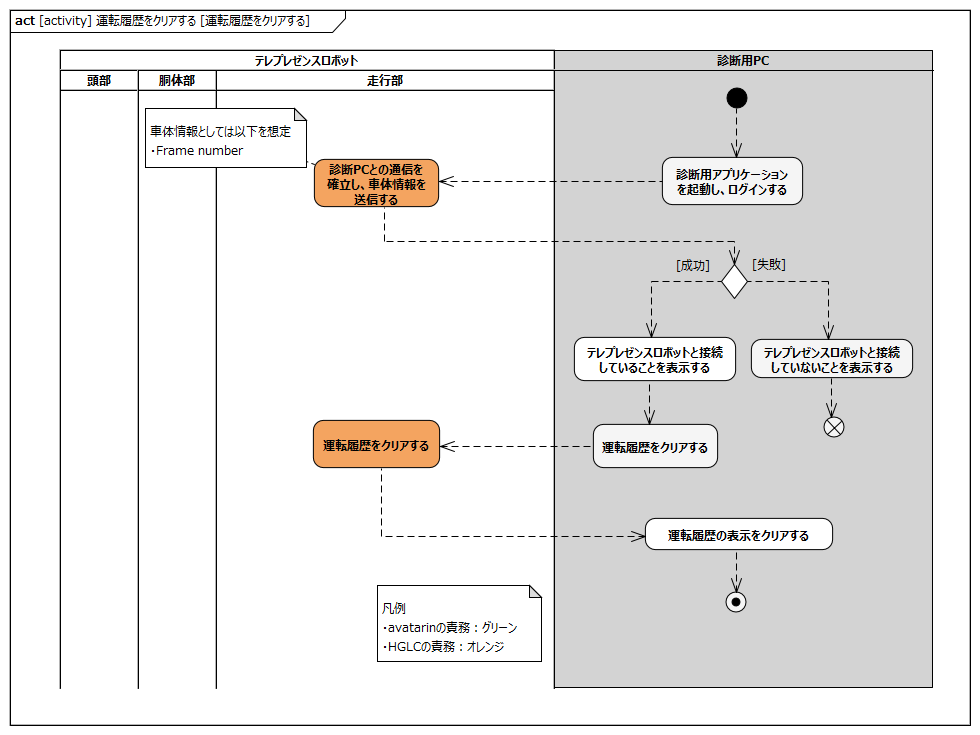 act [activity] 運転履歴をクリアする [運転履歴をクリアする]
テレプレゼンスロボット
診断用PC
頭部
胴体部
走行部
車体情報としては以下を想定
・Frame number
診断PCとの通信を
確立し、車体情報を
送信する
診断用アプリケーション
を起動し、ログインする
[成功]
[失敗]
テレプレゼンスロボットと接続
していることを表示する
テレプレゼンスロボットと接続
していないことを表示する
運転履歴をクリアする
運転履歴をクリアする
運転履歴の表示をクリアする
凡例
・avatarinの責務：グリーン
・HGLCの責務：オレンジ